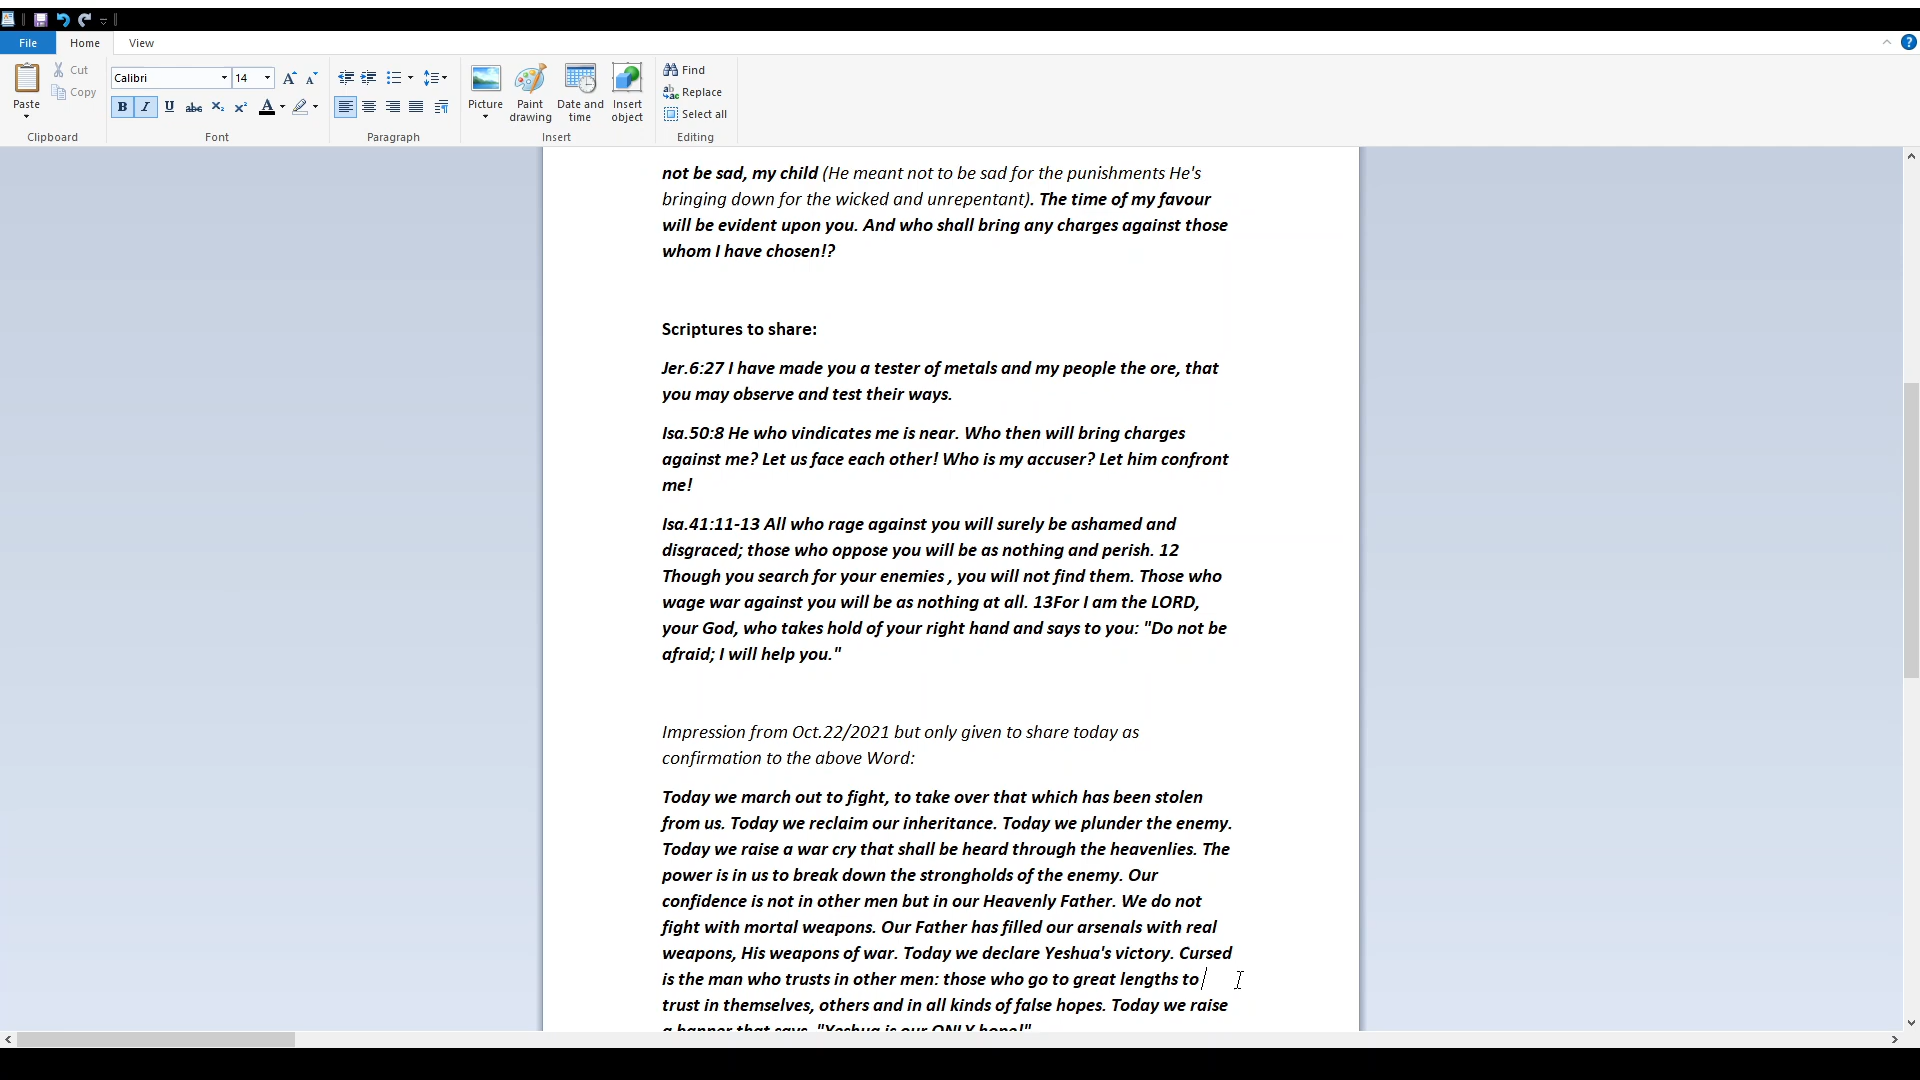 File Home View
Calibri 14
Cut
Copy
Paste
B I U abc X₂ X² A
Picture Paint drawing Date and time Insert object
Find
Replace
Select all
Clipboard Font Paragraph Insert Editing
not be sad, my child (He meant not to be sad for the punishments He's
bringing down for the wicked and unrepentant). The time of my favour
will be evident upon you. And who shall bring any charges against those
whom I have chosen!?
Scriptures to share:
Jer.6:27 I have made you a tester of metals and my people the ore, that
you may observe and test their ways.
Isa.50:8 He who vindicates me is near. Who then will bring charges
against me? Let us face each other! Who is my accuser? Let him confront
me!
Isa.41:11-13 All who rage against you will surely be ashamed and
disgraced; those who oppose you will be as nothing and perish. 12
Though you search for your enemies , you will not find them. Those who
wage war against you will be as nothing at all. 13For I am the LORD,
your God, who takes hold of your right hand and says to you: "Do not be
afraid; I will help you."
Impression from Oct.22/2021 but only given to share today as
confirmation to the above Word:
Today we march out to fight, to take over that which has been stolen
from us. Today we reclaim our inheritance. Today we plunder the enemy.
Today we raise a war cry that shall be heard through the heavenlies. The
power is in us to break down the strongholds of the enemy. Our
confidence is not in other men but in our Heavenly Father. We do not
fight with mortal weapons. Our Father has filled our arsenals with real
weapons, His weapons of war. Today we declare Yeshua's victory. Cursed
is the man who trusts in other men: those who go to great lengths to
trust in themselves, others and in all kinds of false hopes. Today we raise
a banner that says, "Yeshua is our ONLY hope!"